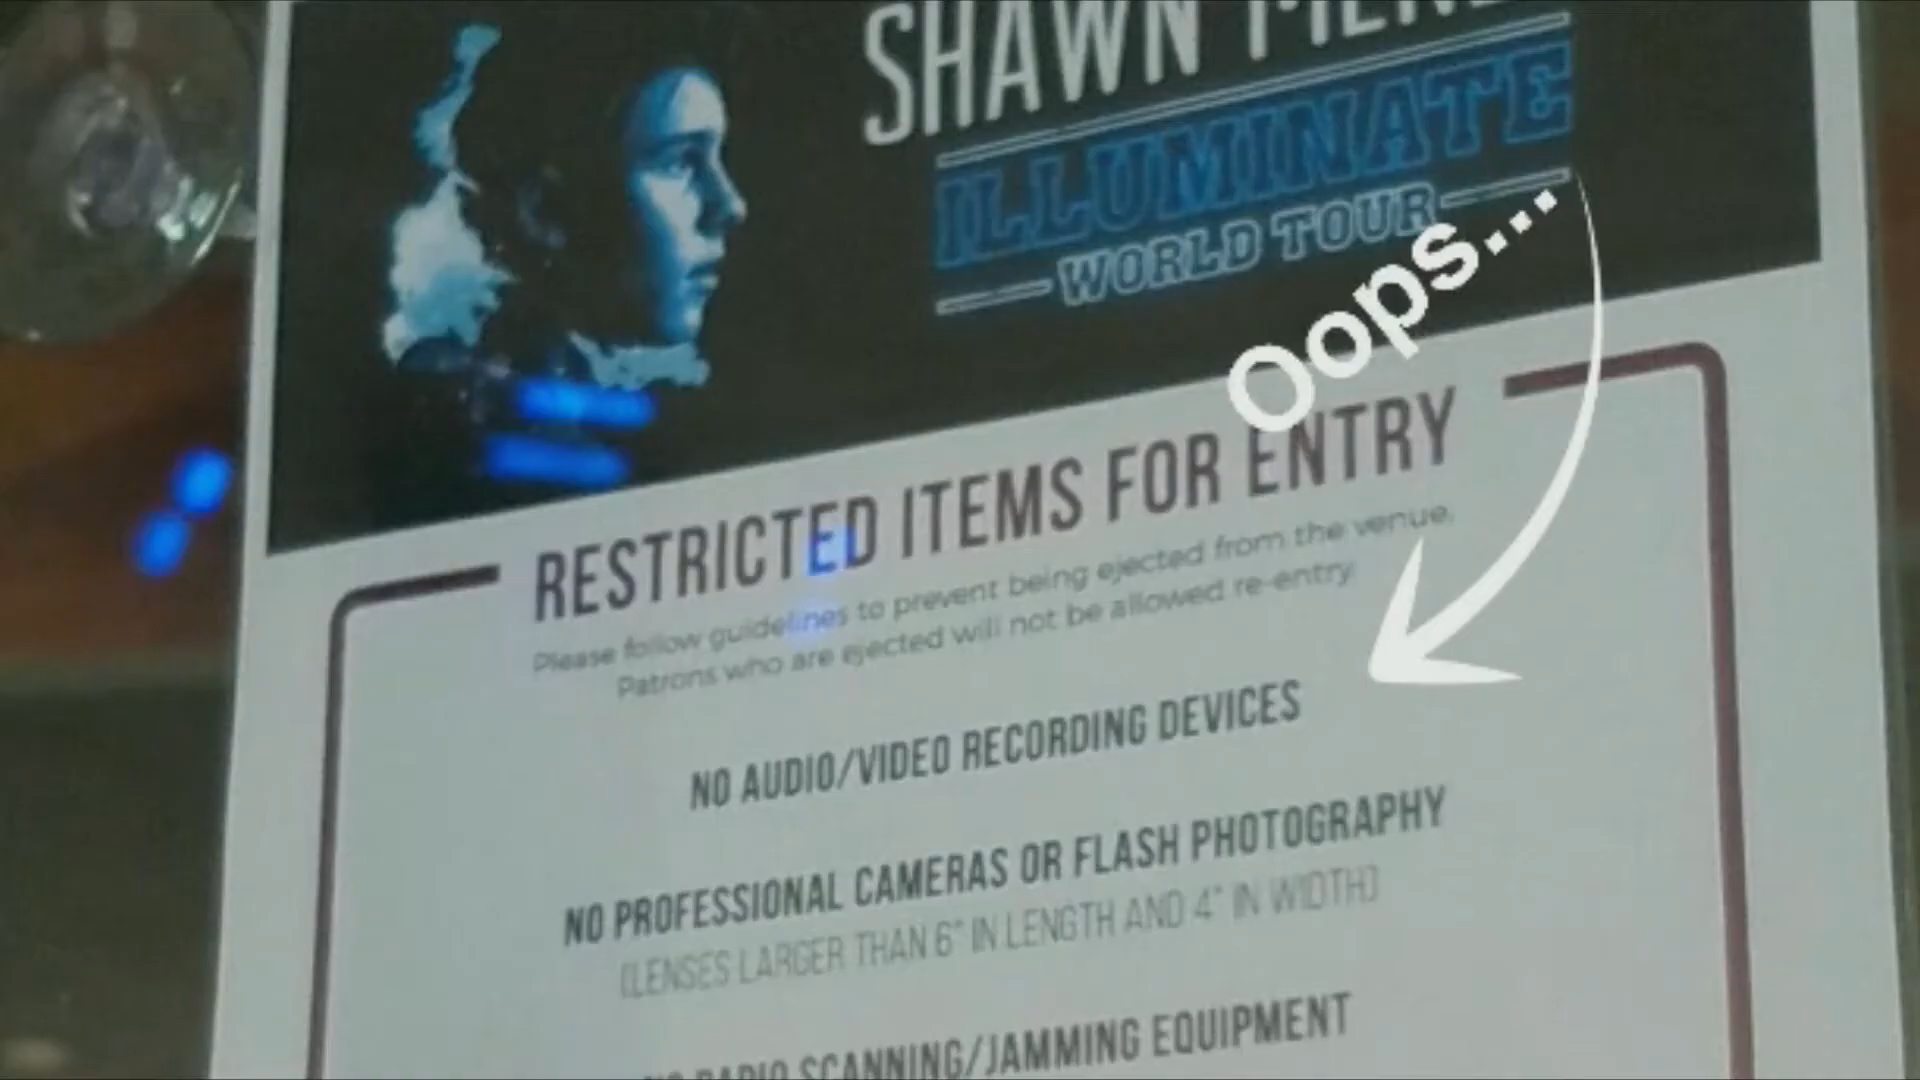 SHAWN
ILLUMINATE
WORLD TOUR
Oops...
RESTRICTED ITEMS FOR ENTRY
Please follow guidelines to prevent being ejected from the venue.
Patrons who are ejected will not be allowed re-entry
NO AUDIO/VIDEO RECORDING DEVICES
NO PROFESSIONAL CAMERAS OR FLASH PHOTOGRAPHY
(LENSES LARGER THAN 6" IN LENGTH AND 4" IN WIDTH)
NO RADIO SCANNING/JAMMING EQUIPMENT